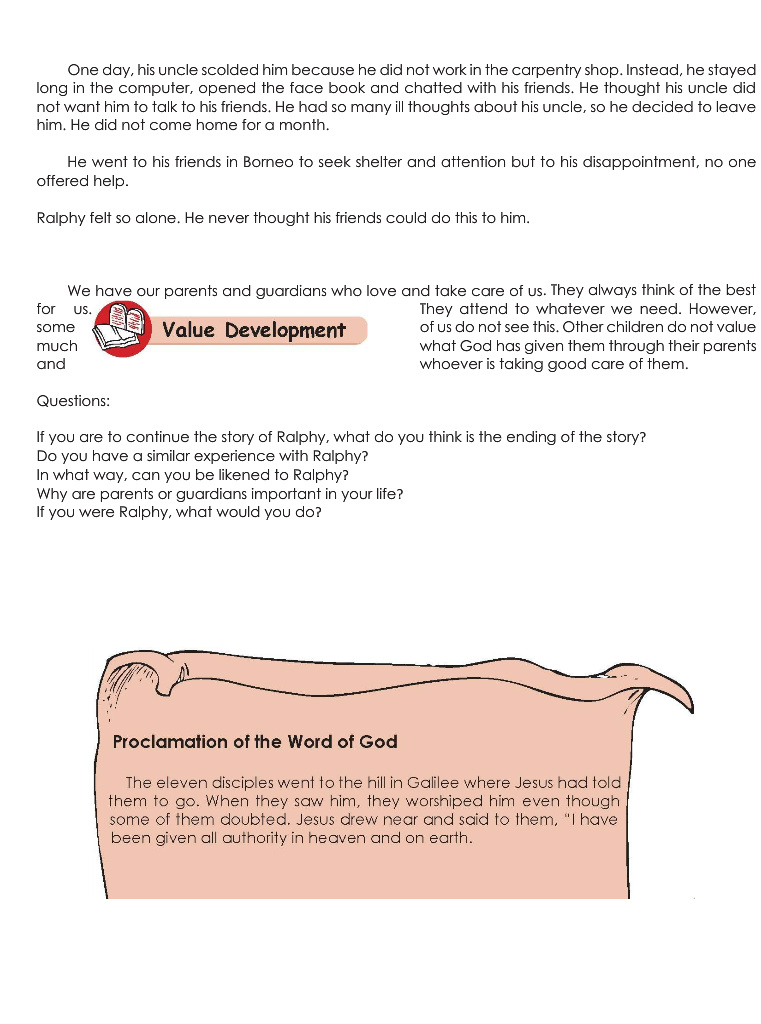 One day, his uncle scolded him because he did not work in the carpentry shop. Instead, he stayed
long in the computer, opened the face book and chatted with his friends. He thought his uncle did
not want him to talk to his friends. He had so many ill thoughts about his uncle, so he decided to leave
him. He did not come home for a month.
He went to his friends in Borneo to seek shelter and attention but to his disappointment, no one
offered help.
Ralphy felt so alone. He never thought his friends could do this to him.
We have our parents and guardians who love and take care of us. They always think of the best
for us. They attend to whatever we need. However,
some of us do not see this. Other children do not value
much what God has given them through their parents
and whoever is taking good care of them.
Value Development
Questions:
If you are to continue the story of Ralphy, what do you think is the ending of the story?
Do you have a similar experience with Ralphy?
In what way, can you be likened to Ralphy?
Why are parents or guardians important in your life?
If you were Ralphy, what would you do?
Proclamation of the Word of God
The eleven disciples went to the hill in Galilee where Jesus had told
them to go. When they saw him, they worshiped him even though
some of them doubted. Jesus drew near and said to them, "I have
been given all authority in heaven and on earth.